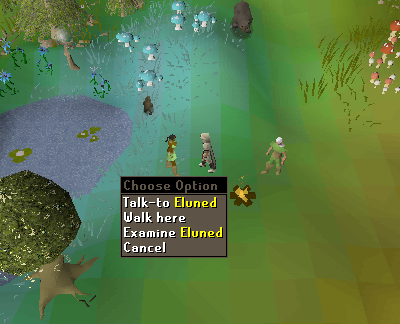 Choose Option
Talk-to Eluned
Walk here
Examine Eluned
Cancel